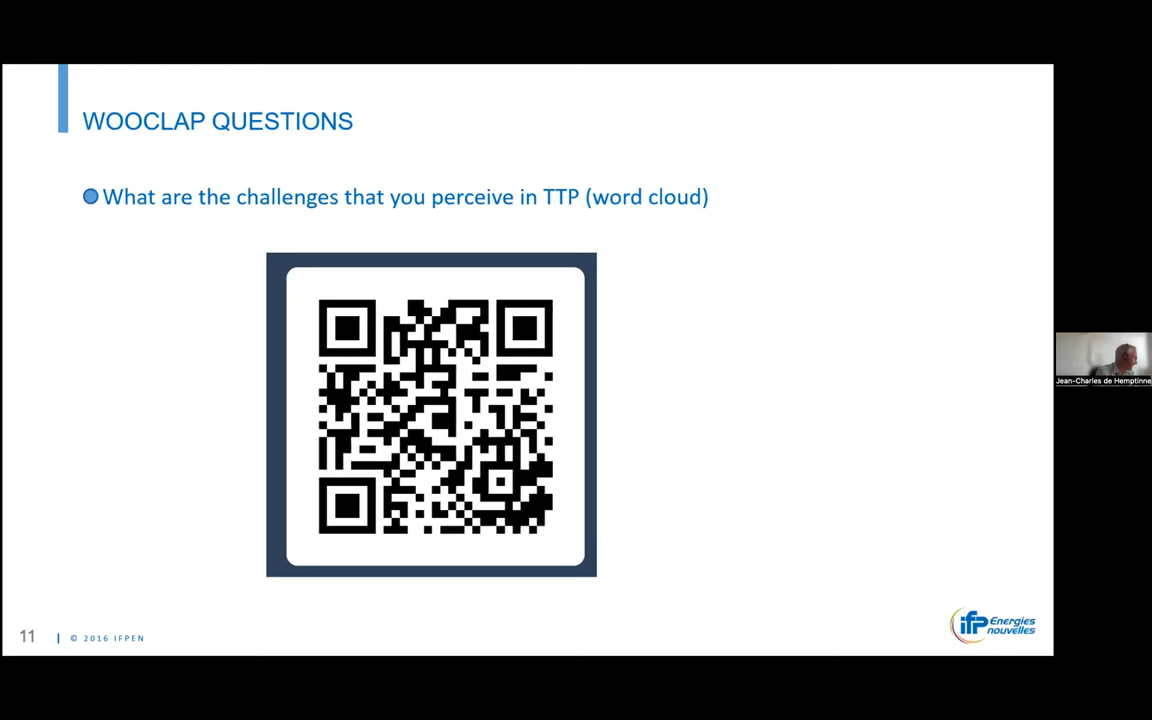 WOOCLAP QUESTIONS
What are the challenges that you perceive in TTP (word cloud)
Jean-Charles de Hemptinne
11 | © 2016 IFPEN
ifp Energies nouvelles